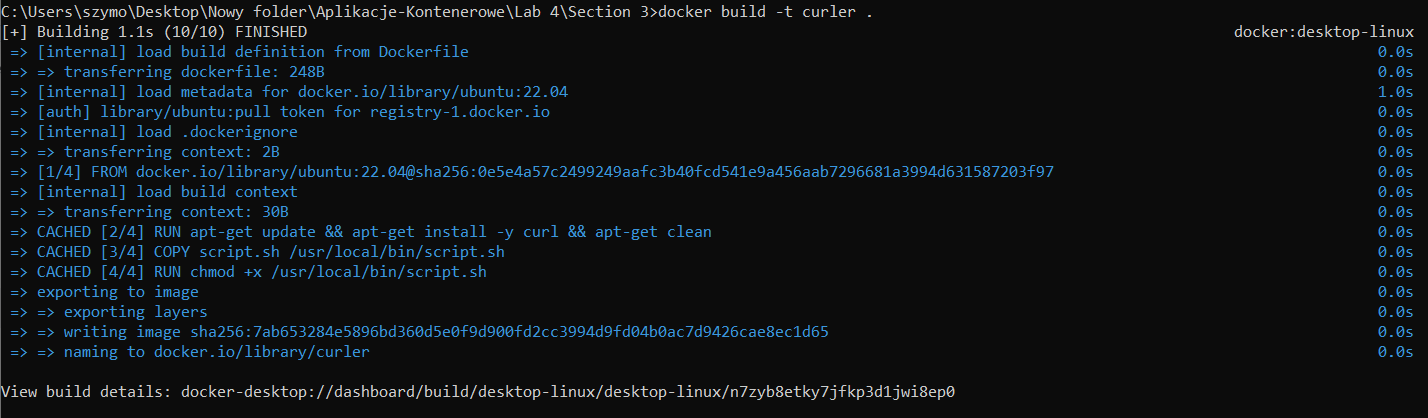 C:\Users\szymo\Desktop\Nowy folder\Aplikacje-Kontenerowe\Lab 4\Section 3>docker build -t curler .
[+] Building 1.1s (10/10) FINISHED docker:desktop-linux
=> [internal] load build definition from Dockerfile 0.0s
=> => transferring dockerfile: 248B 0.0s
=> [internal] load metadata for docker.io/library/ubuntu:22.04 1.0s
=> [auth] library/ubuntu:pull token for registry-1.docker.io 0.0s
=> [internal] load .dockerignore 0.0s
=> => transferring context: 2B 0.0s
=> [1/4] FROM docker.io/library/ubuntu:22.04@sha256:0e5e4a57c2499249aafc3b40fcd541e9a456aab7296681a3994d631587203f97 0.0s
=> [internal] load build context 0.0s
=> => transferring context: 30B 0.0s
=> CACHED [2/4] RUN apt-get update && apt-get install -y curl && apt-get clean 0.0s
=> CACHED [3/4] COPY script.sh /usr/local/bin/script.sh 0.0s
=> CACHED [4/4] RUN chmod +x /usr/local/bin/script.sh 0.0s
=> exporting to image 0.0s
=> => exporting layers 0.0s
=> => writing image sha256:7ab653284e5896bd360d5e0f9d900fd2cc3994d9fd04b0ac7d9426cae8ec1d65 0.0s
=> => naming to docker.io/library/curler 0.0s
View build details: docker-desktop://dashboard/build/desktop-linux/desktop-linux/n7zyb8etky7jfkp3d1jwi8ep0